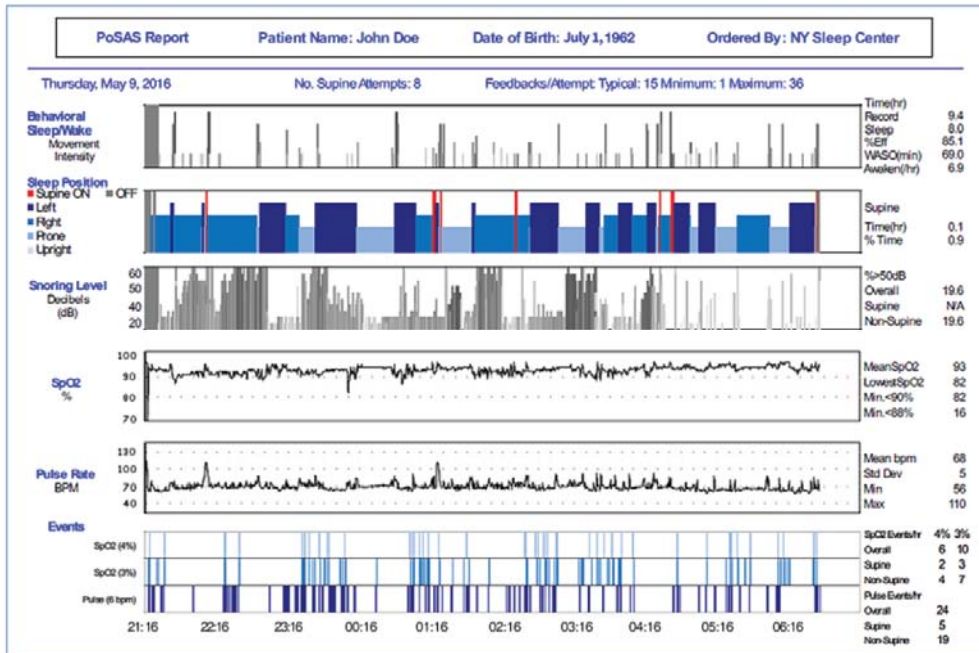 PoSAS Report Patient Name: John Doe Date of Birth: July 1, 1962 Ordered By: NY Sleep Center
Thursday, May 9, 2016 No. Supine Attempts: 8 Feedbacks/Attempt: Typical: 15 Minimum: 1 Maximum: 36
Behavioral
Sleep/Wake
Movement
Intensity
Time(hr)
Record 9.4
Sleep 8.0
%Eff 85.1
WASO(min) 69.0
Awaken(/hr) 6.9
Sleep Position
Supine ON OFF
Left
Right
Prone
Upright
Supine
Time(hr) 0.1
% Time 0.9
Snoring Level
Decibels
(dB)
60
50
40
20
%>50dB
Overall 19.6
Supine N/A
Non-Supine 19.6
SpO2
%
100
90
80
70
MeanSpO2 93
LowestSpO2 82
Min.<90% 82
Min.<88% 16
Pulse Rate
BPM
130
100
70
40
Mean bpm 68
Std Dev 5
Min 56
Max 110
Events
SpO2 (4%)
SpO2 (3%)
Pulse (6 bpm)
SpO2 Events/hr 4% 3%
Overall 6 10
Supine 2 3
Non-Supine 4 7
Pulse Events/hr
Overall 24
Supine 5
Non-Supine 19
21:16 22:16 23:16 00:16 01:16 02:16 03:16 04:16 05:16 06:16